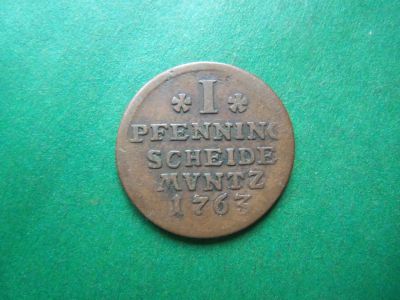 I
PFENNING
SCHEIDE
MVNTZ
1763